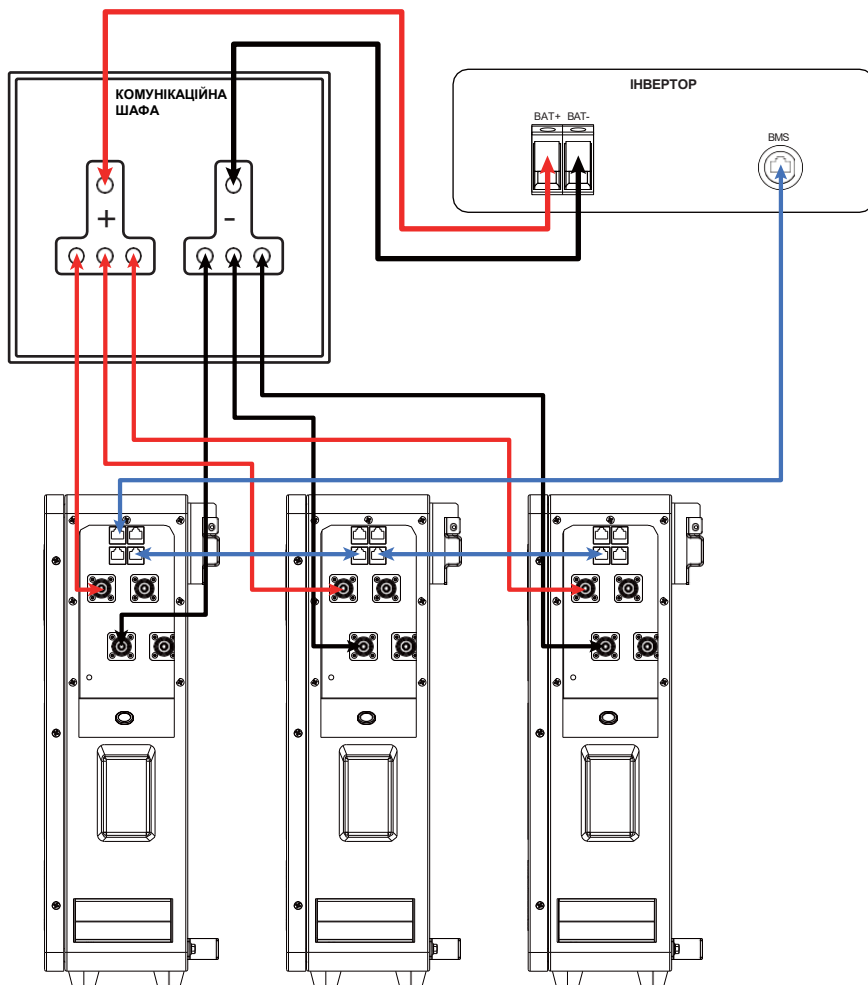 КОМУНІКАЦІЙНА
ШАФА
ІНВЕРТОР
BAT+ BAT-
BMS
+ -